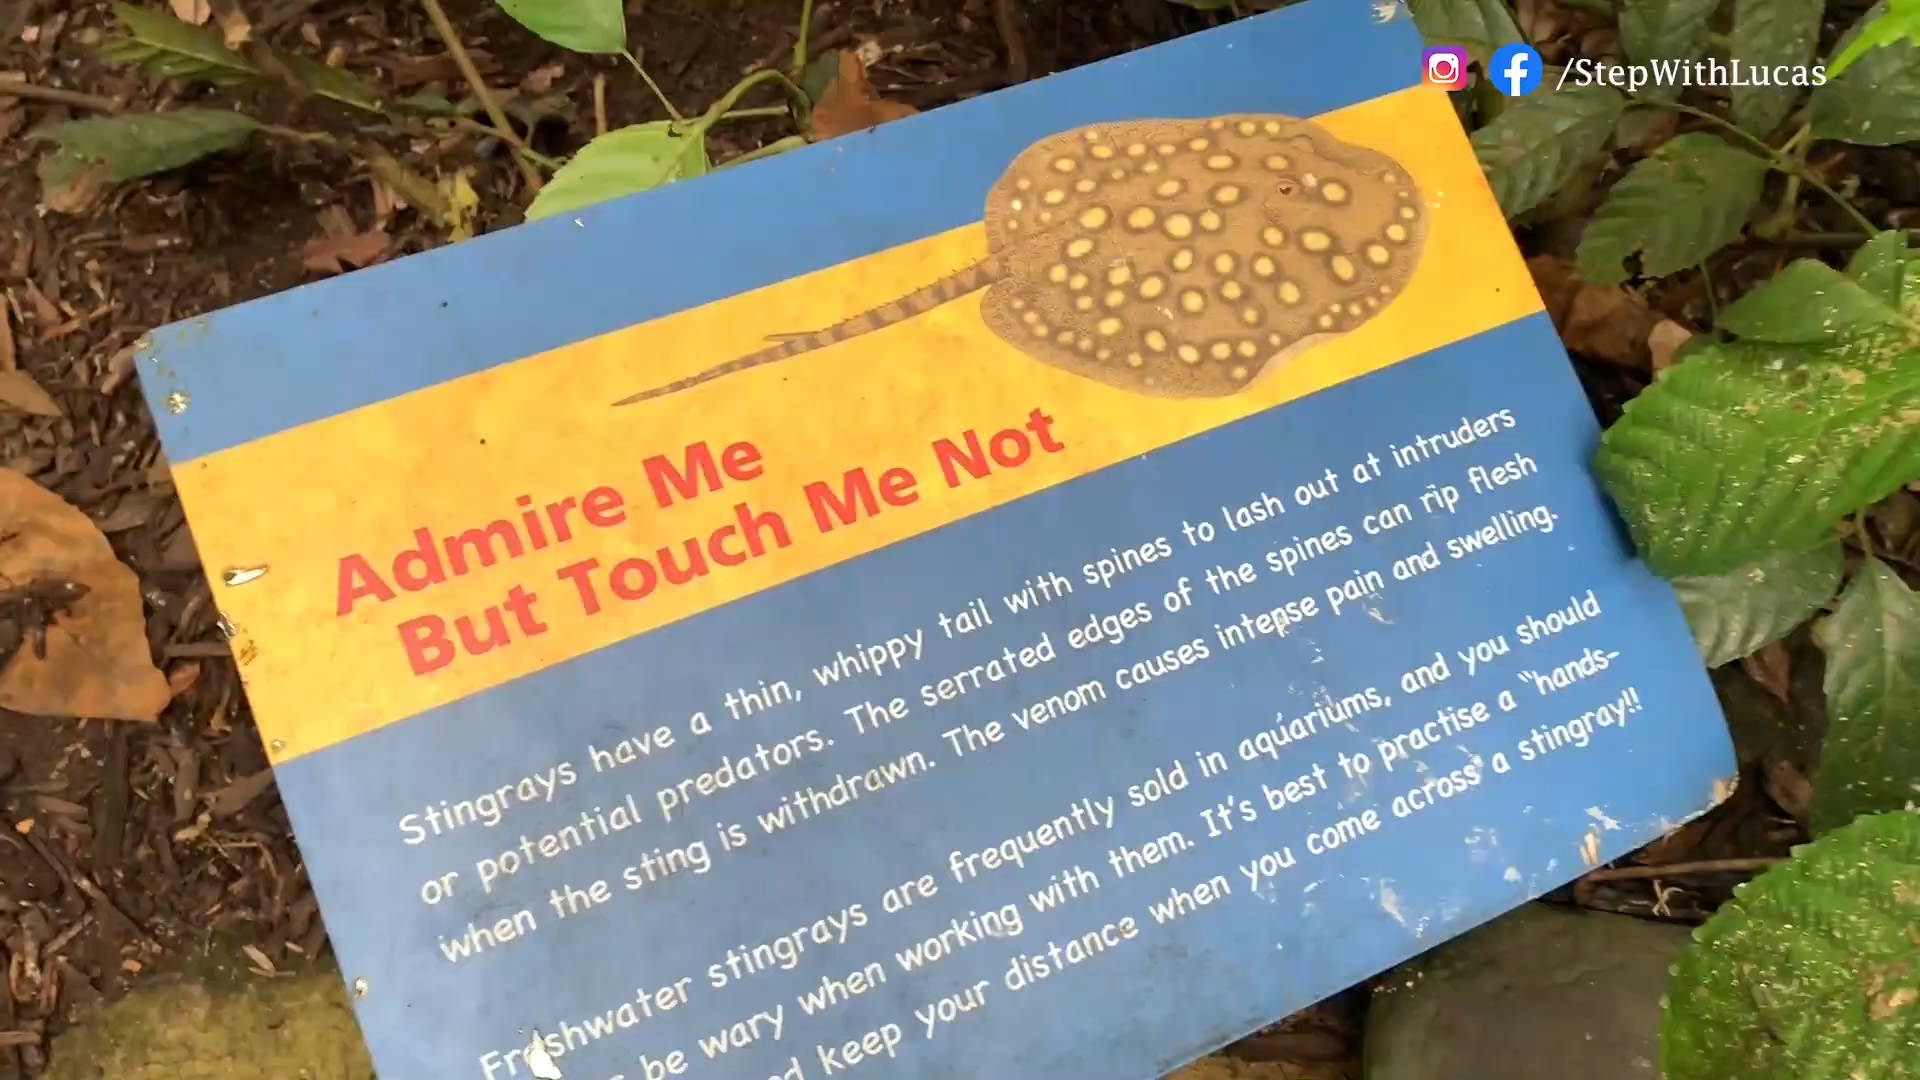 /StepWithLucas
Admire Me
But Touch Me Not
Stingrays have a thin, whippy tail with spines to lash out at intruders
or potential predators. The serrated edges of the spines can rip flesh
when the sting is withdrawn. The venom causes intense pain and swelling.
Freshwater stingrays are frequently sold in aquariums, and you should
be wary when working with them. It's best to practise a "hands-
keep your distance when you come across a stingray!!